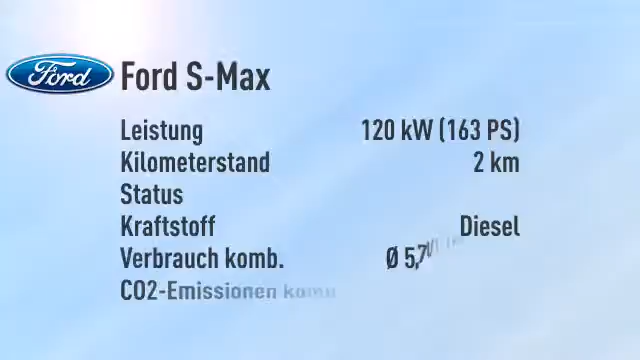 Ford
Ford S-Max
Leistung 120 kW (163 PS)
Kilometerstand 2 km
Status
Kraftstoff Diesel
Verbrauch komb. Ø 5,7
CO2-Emissionen komb